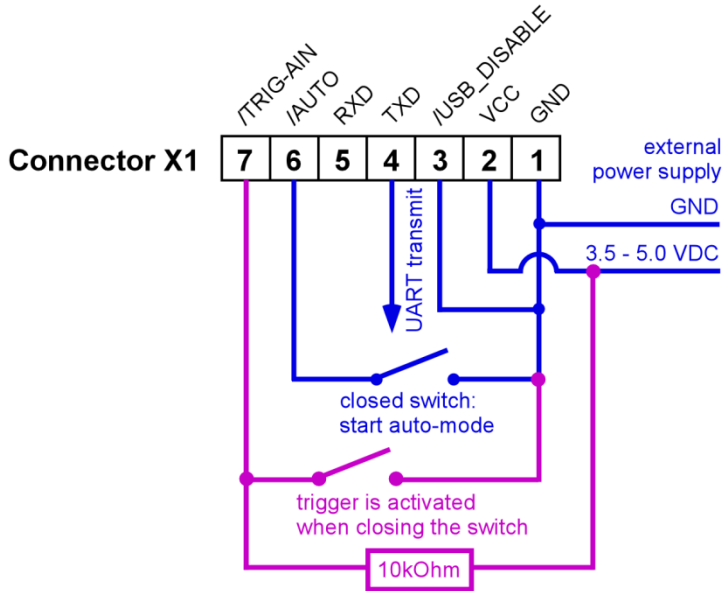 /TRIG-AIN
/AUTO
RXD
TXD
/USB_DISABLE
VCC
GND
Connector X1
7 6 5 4 3 2 1
external
power supply
GND
3.5 - 5.0 VDC
UART transmit
closed switch:
start auto-mode
trigger is activated
when closing the switch
10kOhm